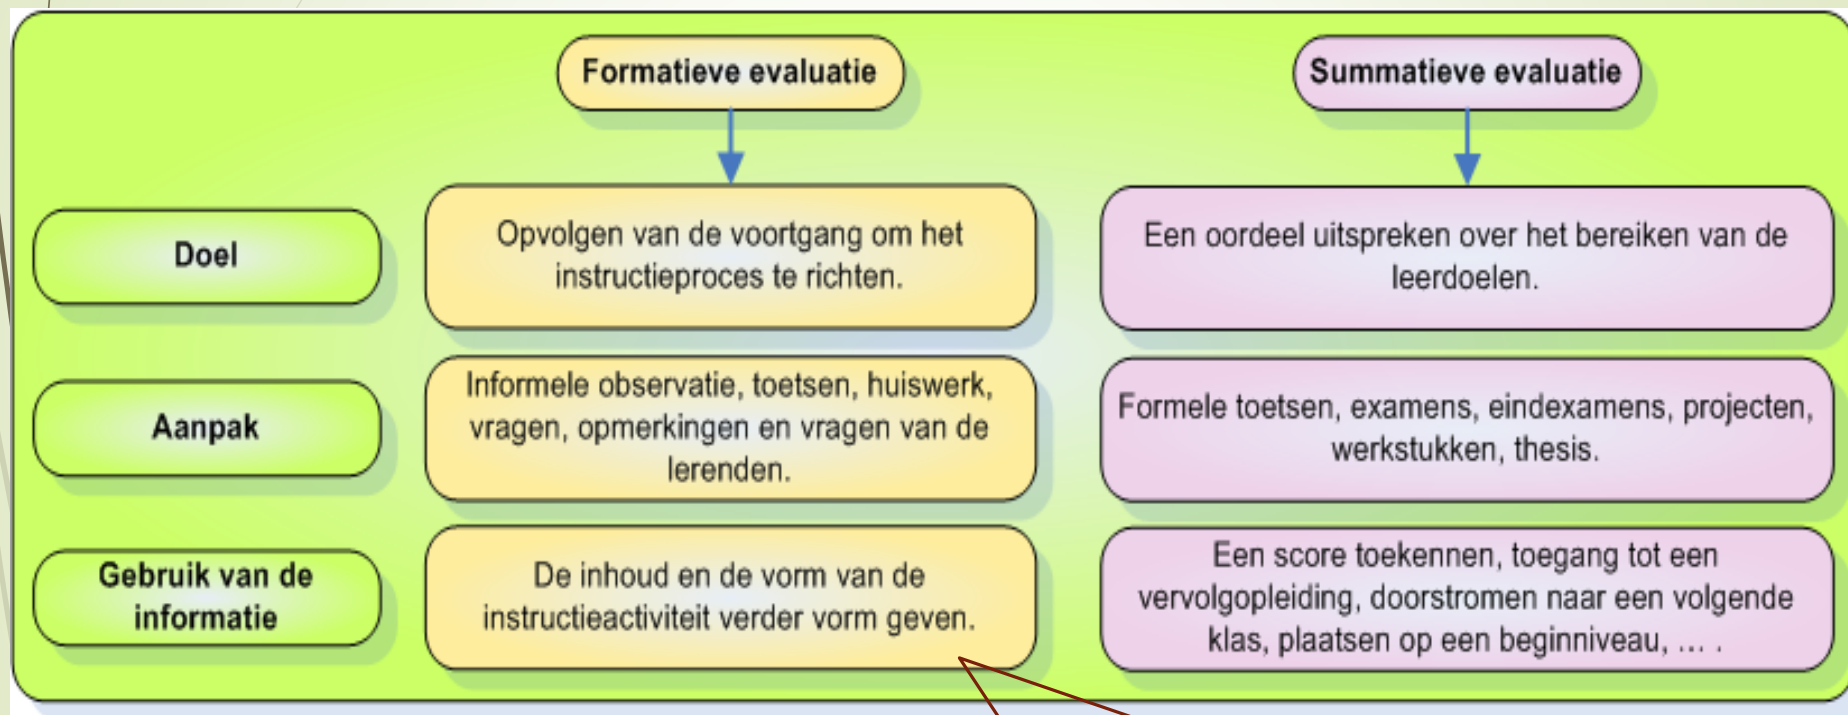 Formatieve evaluatie
Summatieve evaluatie
Doel
Opvolgen van de voortgang om het
instructieproces te richten.
Een oordeel uitspreken over het bereiken van de
leerdoelen.
Aanpak
Informele observatie, toetsen, huiswerk,
vragen, opmerkingen en vragen van de
lerenden.
Formele toetsen, examens, eindexamens, projecten,
werkstukken, thesis.
Gebruik van de
informatie
De inhoud en de vorm van de
instructieactiviteit verder vorm geven.
Een score toekennen, toegang tot een
vervolgopleiding, doorstromen naar een volgende
klas, plaatsen op een beginniveau, ... .